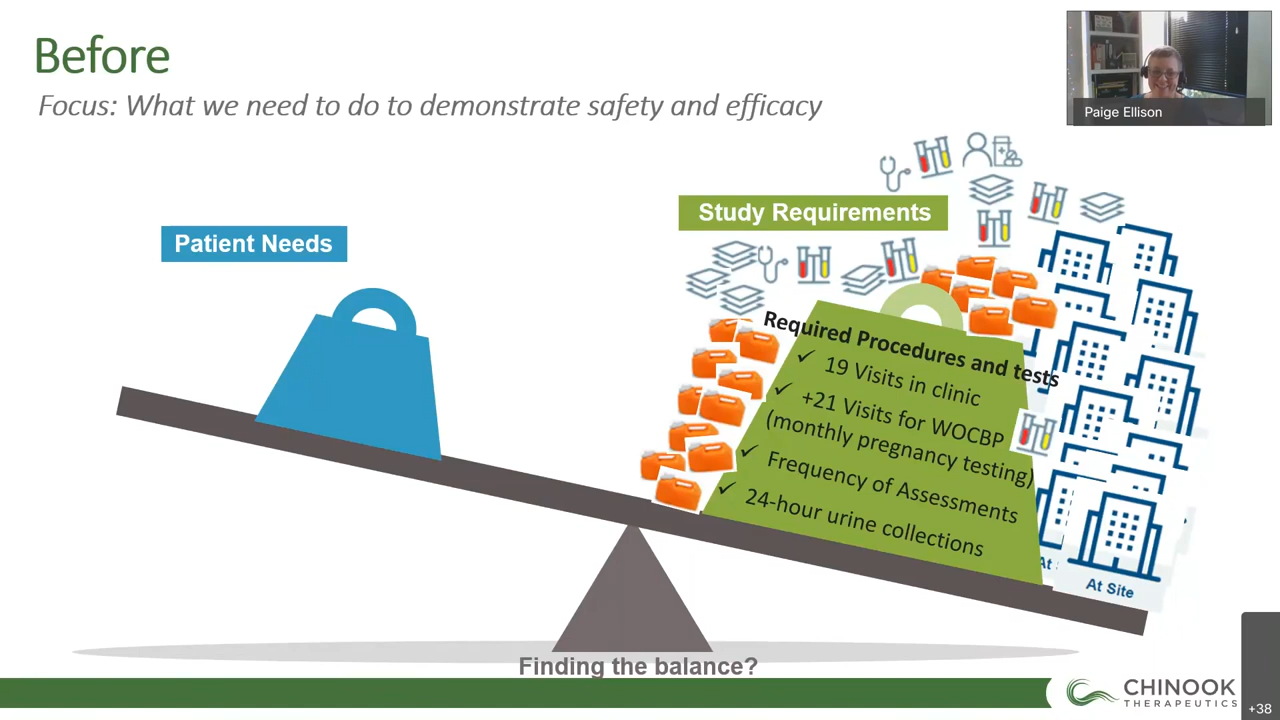 Before
Focus: What we need to do to demonstrate safety and efficacy
Paige Ellison
Study Requirements
Patient Needs
Required Procedures and tests
✓ 19 Visits in clinic
✓ +21 Visits for WOCBP
(monthly pregnancy testing)
✓ Frequency of Assessments
✓ 24-hour urine collections
At
At Site
Finding the balance?
CHINOOK
THERAPEUTICS
+38